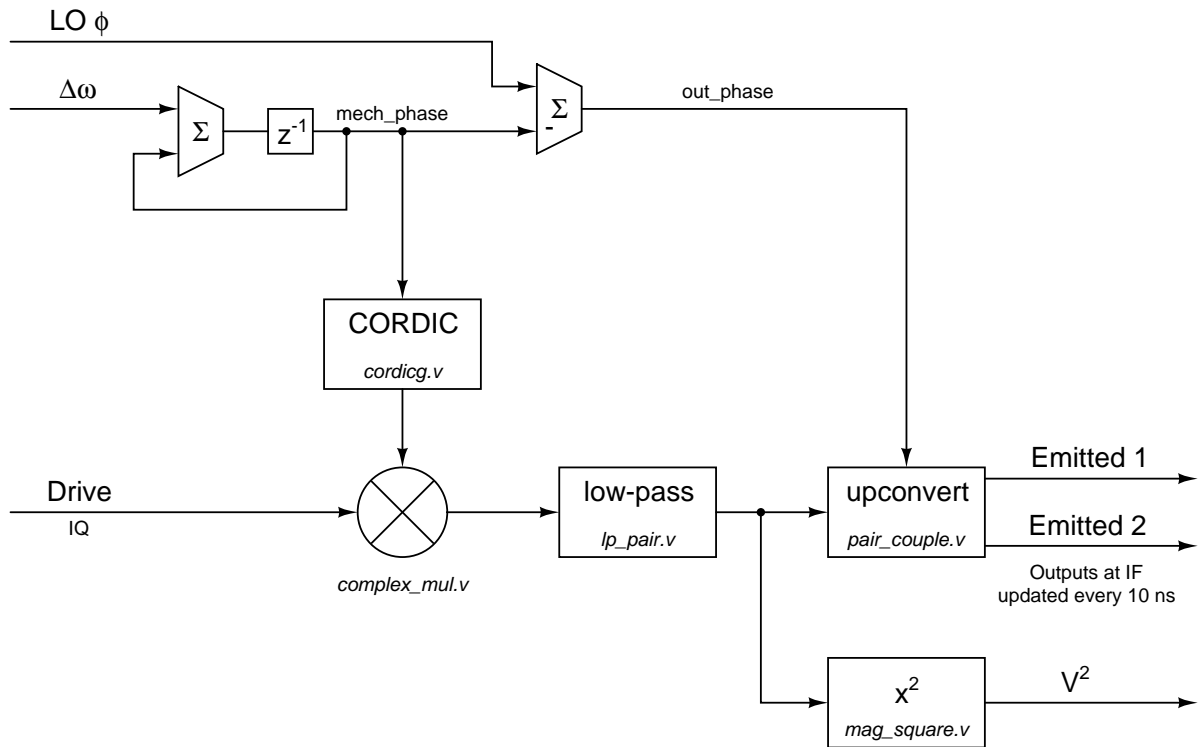 LO ϕ
Δω
Σ
z⁻¹
mech_phase
Σ
-
out_phase
CORDIC
cordicg.v
Drive
IQ
complex_mul.v
low-pass
lp_pair.v
upconvert
pair_couple.v
Emitted 1
Emitted 2
Outputs at IF
updated every 10 ns
x²
mag_square.v
V²